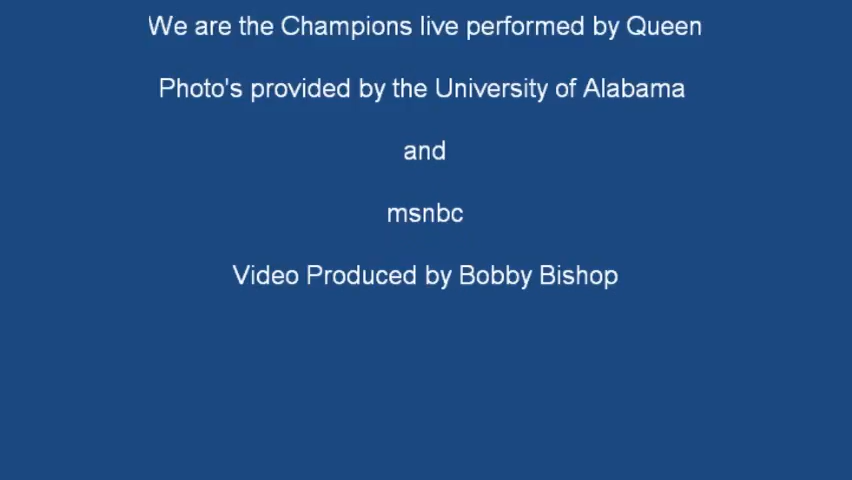 We are the Champions live performed by Queen
Photo's provided by the University of Alabama
and
msnbc
Video Produced by Bobby Bishop